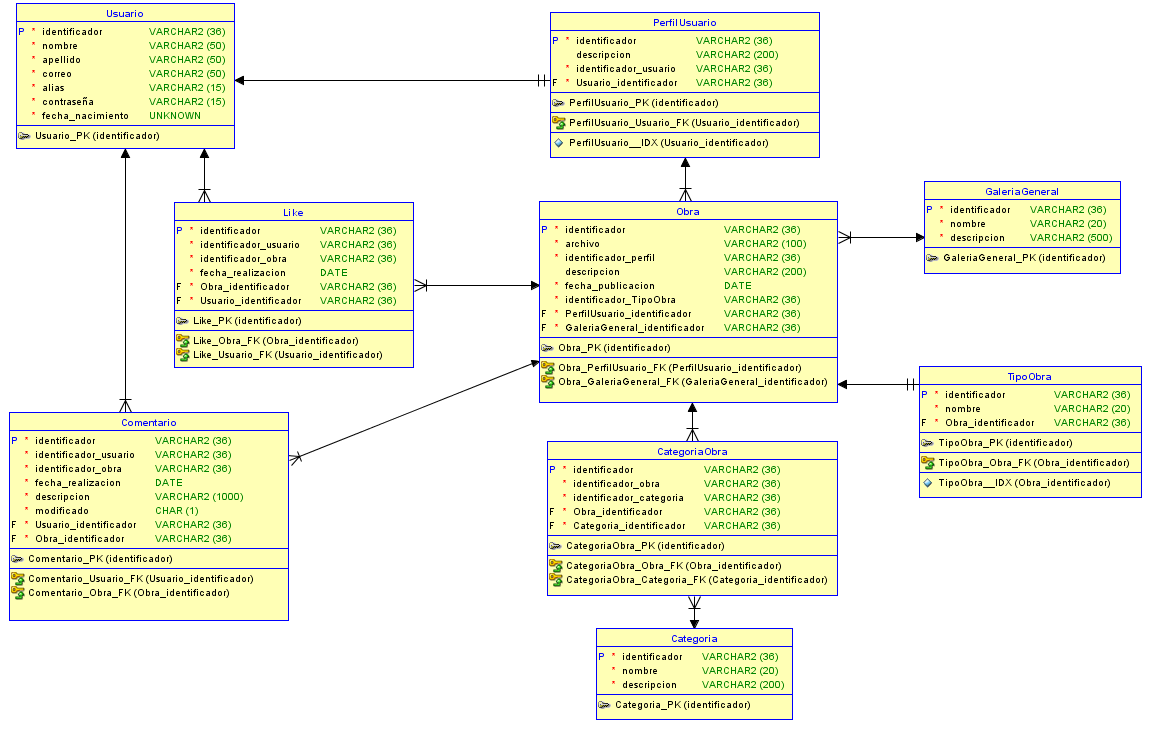 Usuario
P * identificador VARCHAR2 (36)
* nombre VARCHAR2 (50)
* apellido VARCHAR2 (50)
* correo VARCHAR2 (50)
* alias VARCHAR2 (15)
* contraseña VARCHAR2 (15)
* fecha_nacimiento UNKNOWN
Usuario_PK (identificador)
PerfilUsuario
P * identificador VARCHAR2 (36)
descripcion VARCHAR2 (200)
* identificador_usuario VARCHAR2 (36)
F * Usuario_identificador VARCHAR2 (36)
PerfilUsuario_PK (identificador)
PerfilUsuario_Usuario_FK (Usuario_identificador)
PerfilUsuario__IDX (Usuario_identificador)
GaleriaGeneral
P * identificador VARCHAR2 (36)
* nombre VARCHAR2 (20)
* descripcion VARCHAR2 (500)
GaleriaGeneral_PK (identificador)
Like
P * identificador VARCHAR2 (36)
* identificador_usuario VARCHAR2 (36)
* identificador_obra VARCHAR2 (36)
* fecha_realizacion DATE
F * Obra_identificador VARCHAR2 (36)
F * Usuario_identificador VARCHAR2 (36)
Like_PK (identificador)
Like_Obra_FK (Obra_identificador)
Like_Usuario_FK (Usuario_identificador)
Obra
P * identificador VARCHAR2 (36)
* archivo VARCHAR2 (100)
* identificador_perfil VARCHAR2 (36)
descripcion VARCHAR2 (200)
* fecha_publicacion DATE
* identificador_TipoObra VARCHAR2 (36)
F * PerfilUsuario_identificador VARCHAR2 (36)
F * GaleriaGeneral_identificador VARCHAR2 (36)
Obra_PK (identificador)
Obra_PerfilUsuario_FK (PerfilUsuario_identificador)
Obra_GaleriaGeneral_FK (GaleriaGeneral_identificador)
TipoObra
P * identificador VARCHAR2 (36)
* nombre VARCHAR2 (20)
F * Obra_identificador VARCHAR2 (36)
TipoObra_PK (identificador)
TipoObra_Obra_FK (Obra_identificador)
TipoObra__IDX (Obra_identificador)
Comentario
P * identificador VARCHAR2 (36)
* identificador_usuario VARCHAR2 (36)
* identificador_obra VARCHAR2 (36)
* fecha_realizacion DATE
* descripcion VARCHAR2 (1000)
* modificado CHAR (1)
F * Usuario_identificador VARCHAR2 (36)
F * Obra_identificador VARCHAR2 (36)
Comentario_PK (identificador)
Comentario_Usuario_FK (Usuario_identificador)
Comentario_Obra_FK (Obra_identificador)
CategoriaObra
P * identificador VARCHAR2 (36)
* identificador_obra VARCHAR2 (36)
* identificador_categoria VARCHAR2 (36)
F * Obra_identificador VARCHAR2 (36)
F * Categoria_identificador VARCHAR2 (36)
CategoriaObra_PK (identificador)
CategoriaObra_Obra_FK (Obra_identificador)
CategoriaObra_Categoria_FK (Categoria_identificador)
Categoria
P * identificador VARCHAR2 (36)
* nombre VARCHAR2 (20)
* descripcion VARCHAR2 (200)
Categoria_PK (identificador)